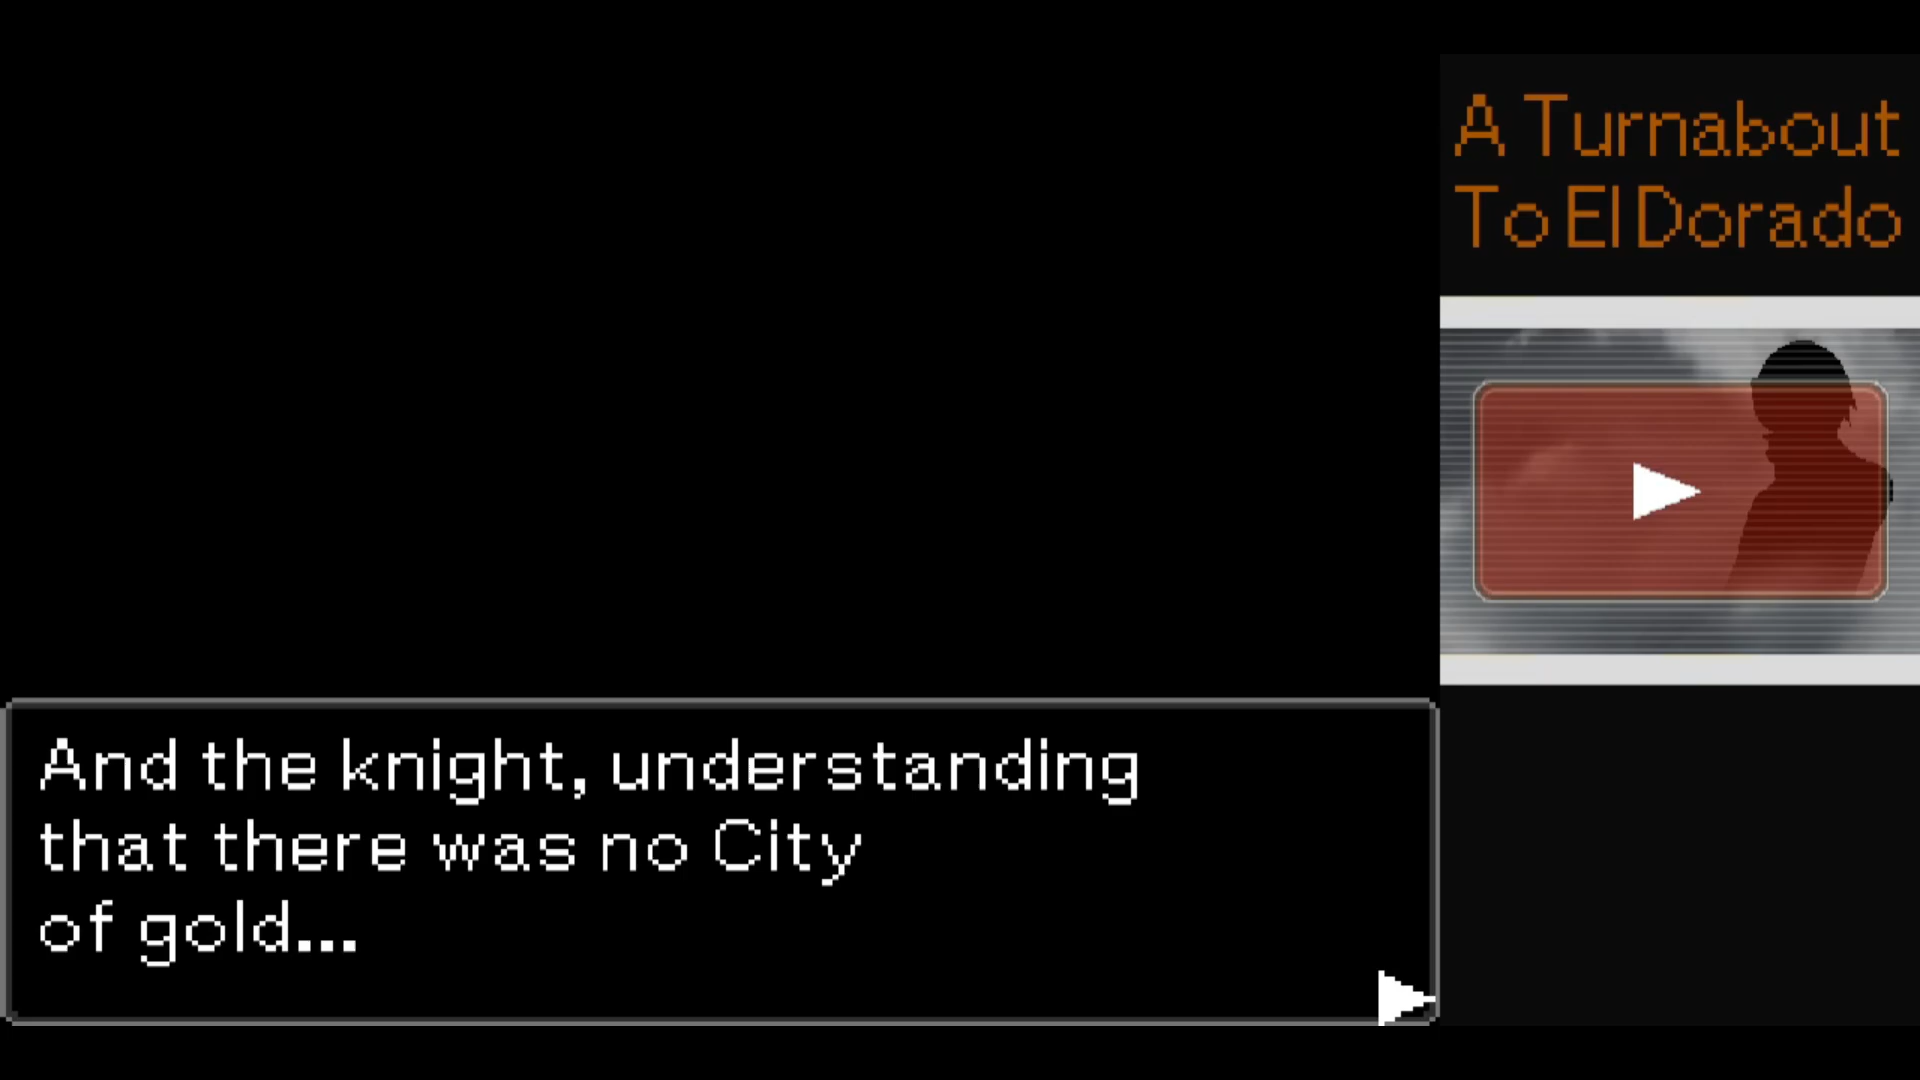 A Turnabout
To El Dorado
And the knight, understanding
that there was no City
of gold...